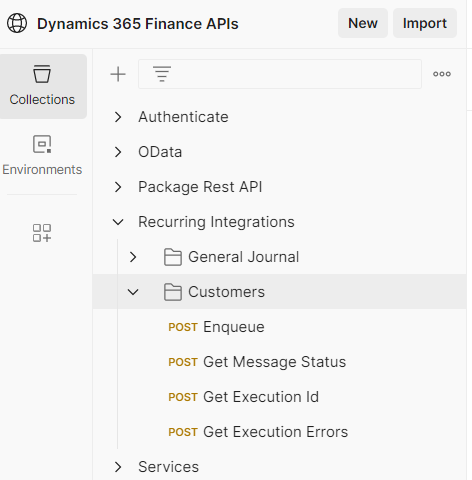 Dynamics 365 Finance APIs
New
Import
Collections
Environments
Authenticate
OData
Package Rest API
Recurring Integrations
General Journal
Customers
POST Enqueue
POST Get Message Status
POST Get Execution Id
POST Get Execution Errors
Services